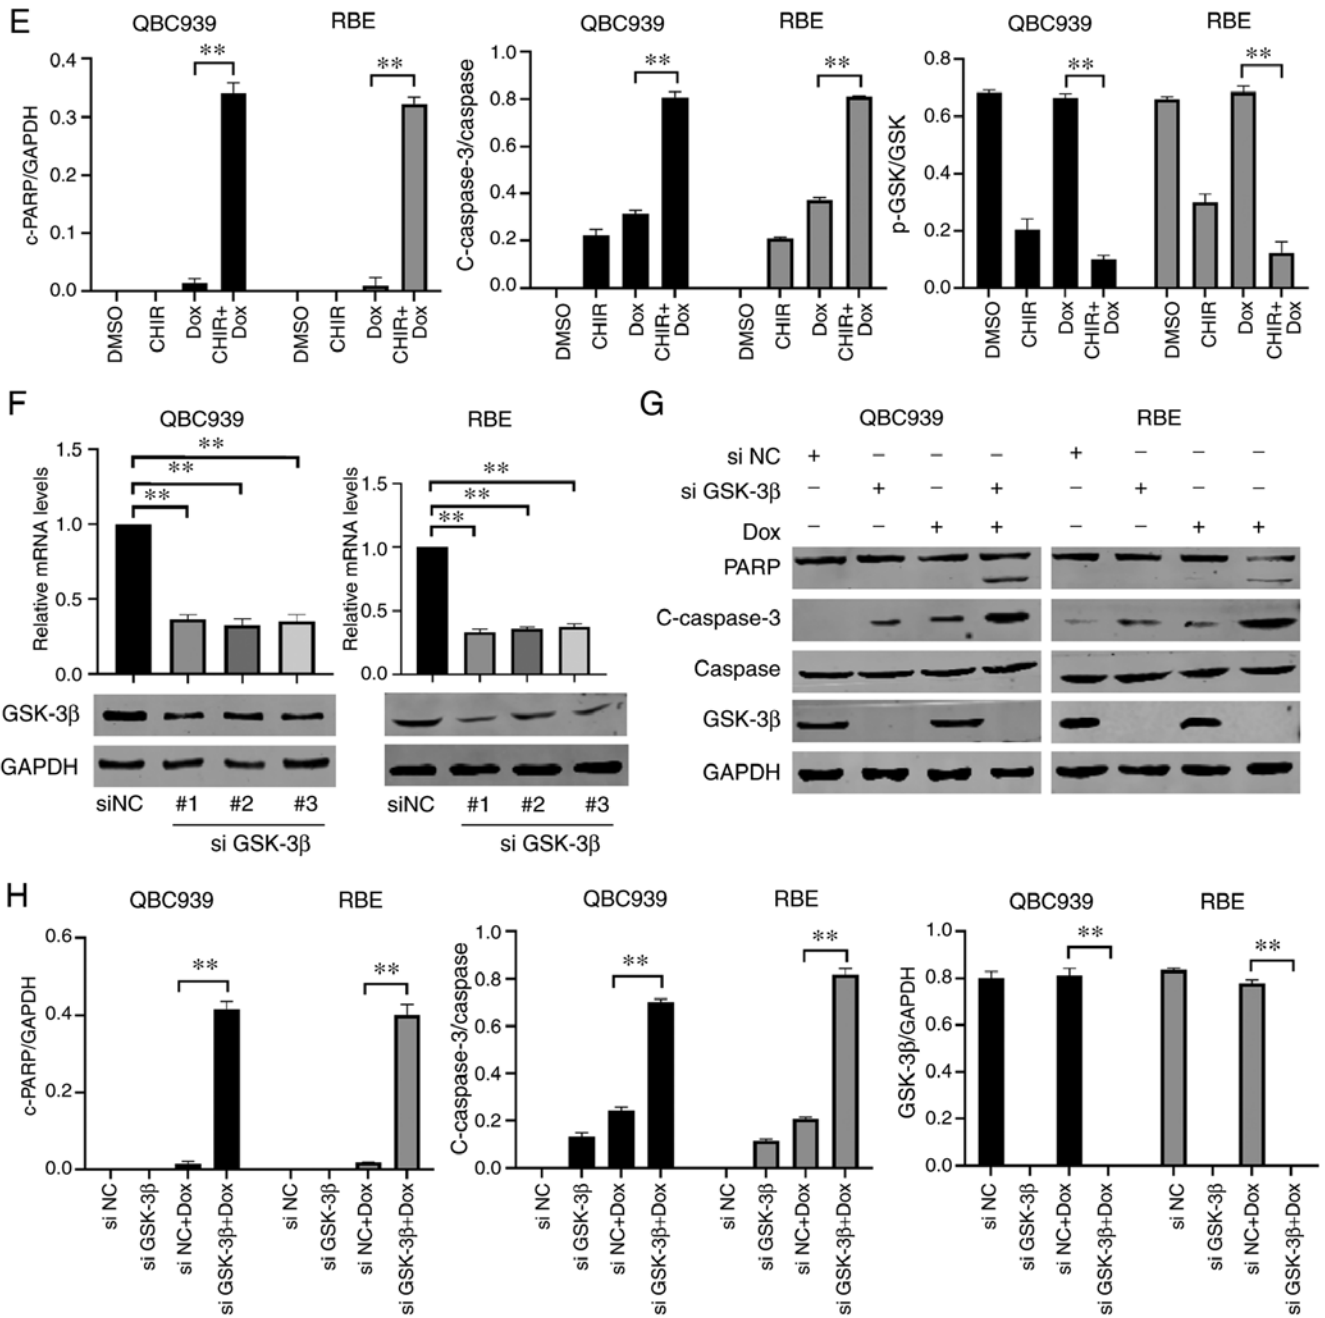 E
QBC939 RBE
c-PARP/GAPDH
0.4
0.3
0.2
0.1
0.0
** **
DMSO CHIR Dox CHIR+ Dox DMSO CHIR Dox CHIR+ Dox
QBC939 RBE
C-caspase-3/caspase
1.0
0.8
0.6
0.4
0.2
0.0
** **
DMSO CHIR Dox CHIR+ Dox DMSO CHIR Dox CHIR+ Dox
QBC939 RBE
p-GSK/GSK
0.8
0.6
0.4
0.2
0.0
** **
DMSO CHIR Dox CHIR+ Dox DMSO CHIR Dox CHIR+ Dox
F
QBC939
Relative mRNA levels
1.5
1.0
0.5
0.0
**
**
**
RBE
Relative mRNA levels
1.5
1.0
0.5
0.0
**
**
**
GSK-3β
GAPDH
siNC #1 #2 #3 siNC #1 #2 #3
si GSK-3β si GSK-3β
G
QBC939 RBE
si NC + − − − + − − −
si GSK-3β − + − + − + − −
Dox − − + + − − + +
PARP
C-caspase-3
Caspase
GSK-3β
GAPDH
H
QBC939 RBE
c-PARP/GAPDH
0.6
0.4
0.2
0.0
** **
si NC si GSK-3β si NC+Dox si GSK-3β+Dox si NC si GSK-3β si NC+Dox si GSK-3β+Dox
QBC939 RBE
C-caspase-3/caspase
1.0
0.8
0.6
0.4
0.2
0.0
** **
si NC si GSK-3β si NC+Dox si GSK-3β+Dox si NC si GSK-3β si NC+Dox si GSK-3β+Dox
QBC939 RBE
GSK-3β/GAPDH
1.0
0.8
0.6
0.4
0.2
0.0
** **
si NC si GSK-3β si NC+Dox si GSK-3β+Dox si NC si GSK-3β si NC+Dox si GSK-3β+Dox